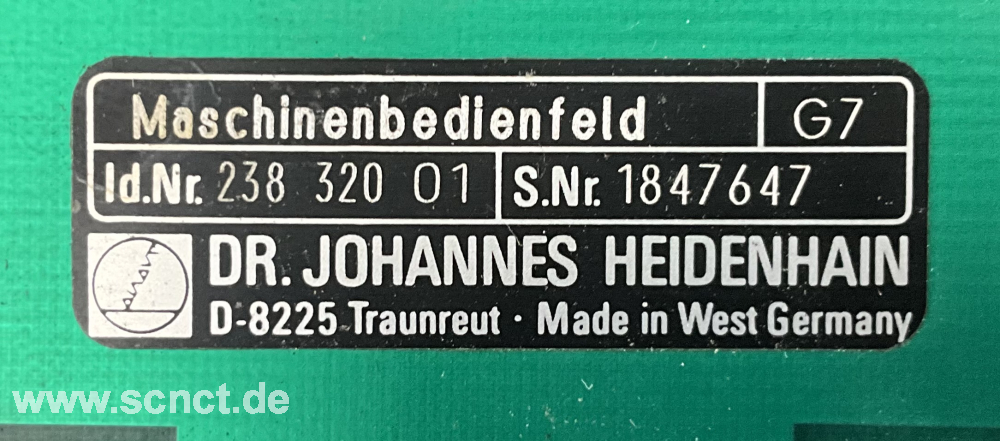 Maschinenbedienfeld G7
Id.Nr. 238 320 01 S.Nr. 1847647
DR. JOHANNES HEIDENHAIN
D-8225 Traunreut · Made in West Germany
www.scnct.de